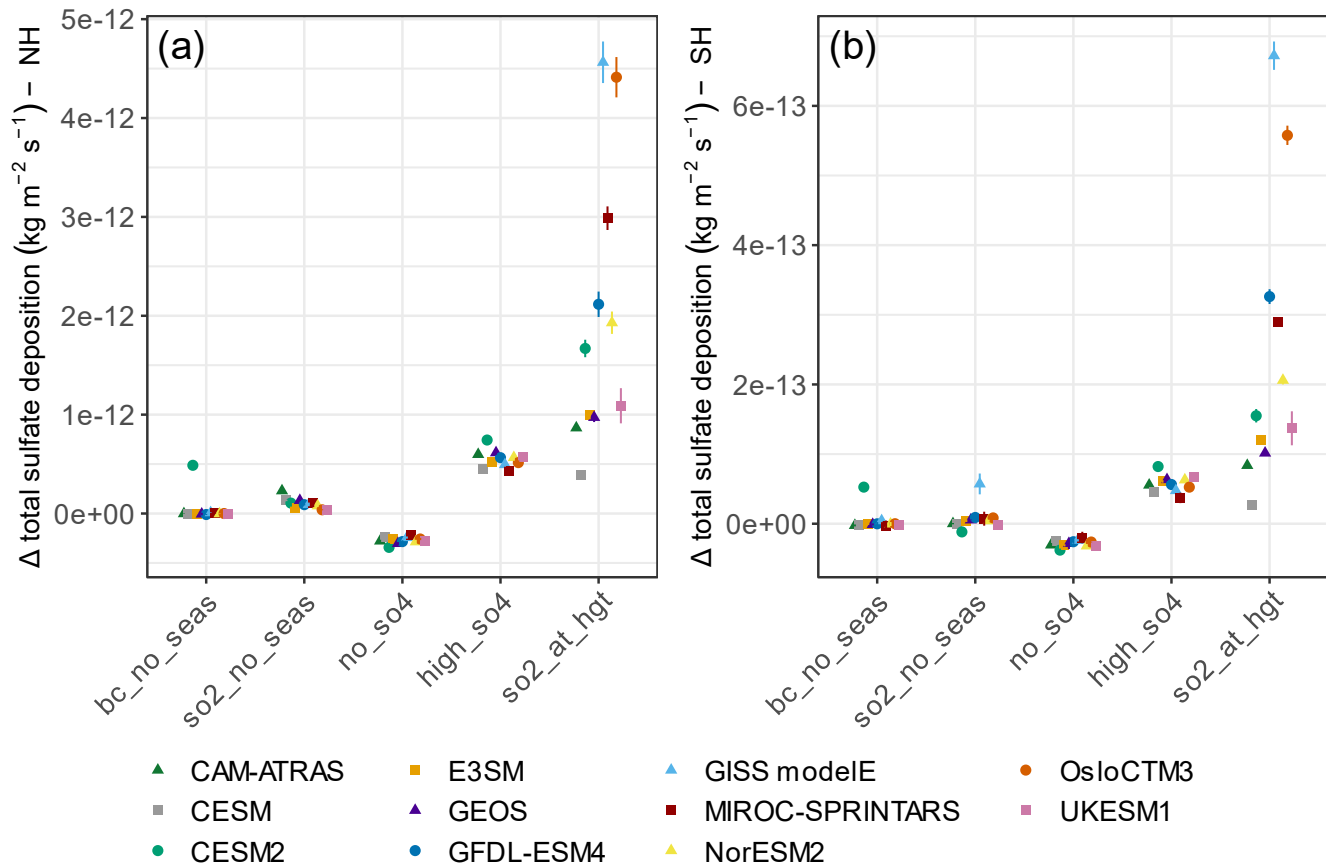 (a)
Δ total sulfate deposition (kg m⁻² s⁻¹) − NH
5e-12
4e-12
3e-12
2e-12
1e-12
0e+00
bc_no_seas
so2_no_seas
no_so4
high_so4
so2_at_hgt
(b)
Δ total sulfate deposition (kg m⁻² s⁻¹) − SH
6e-13
4e-13
2e-13
0e+00
bc_no_seas
so2_no_seas
no_so4
high_so4
so2_at_hgt
CAM-ATRAS
E3SM
GISS modelE
OsloCTM3
CESM
GEOS
MIROC-SPRINTARS
UKESM1
CESM2
GFDL-ESM4
NorESM2